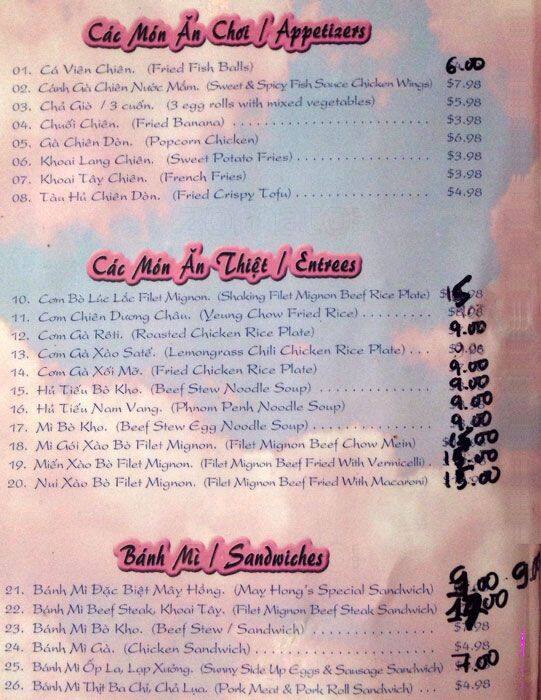 Các Món Ăn Chơi / Appetizers
01. Cá Viên Chiên. (Fried Fish Balls) 6.00
02. Cánh Gà Chiên Nước Mắm. (Sweet & Spicy Fish Sauce Chicken Wings) $7.98
03. Chả Giò / 3 cuốn. (3 egg rolls with mixed vegetables) $5.98
04. Chuối Chiên. (Fried Banana) $3.98
05. Gà Chiên Dòn. (Popcorn Chicken) $6.98
06. Khoai Lang Chiên. (Sweet Potato Fries) $3.98
07. Khoai Tây Chiên. (French Fries) $3.98
08. Tàu Hủ Chiên Dòn. (Fried Crispy Tofu) $4.98
Các Món Ăn Thiệt / Entrees
10. Cơm Bò Lúc Lắc Filet Mignon. (Shaking Filet Mignon Beef Rice Plate) 15
11. Cơm Chiên Dương Châu. (Yeung Chow Fried Rice) $8.98
12. Cơm Gà Rôti. (Roasted Chicken Rice Plate) 9.00
13. Cơm Gà Xào Satế. (Lemongrass Chili Chicken Rice Plate) $9.98
14. Cơm Gà Xối Mỡ. (Fried Chicken Rice Plate) 9.00
15. Hủ Tiếu Bò Kho. (Beef Stew Noodle Soup) 9.00
16. Hủ Tiếu Nam Vang. (Phnom Penh Noodle Soup) 9.00
17. Mì Bò Kho. (Beef Stew Egg Noodle Soup) 9.00
18. Mì Gói Xào Bò Filet Mignon. (Filet Mignon Beef Chow Mein)
19. Miến Xào Bò Filet Mignon. (Filet Mignon Beef Fried With Vermicelli)
20. Nui Xào Bò Filet Mignon. (Filet Mignon Beef Fried With Macaroni) 15.00
Bánh Mì / Sandwiches
21. Bánh Mì Đặc Biệt Mây Hồng. (May Hong's Special Sandwich) 9.00
22. Bánh Mì Beef Steak, Khoai Tây. (Filet Mignon Beef Steak Sandwich)
23. Bánh Mì Bò Kho. (Beef Stew / Sandwich)
24. Bánh Mì Gà. (Chicken Sandwich) $4.98
25. Bánh Mì Ốp La, Lạp Xưởng. (Sunny Side Up Eggs & Sausage Sandwich) 7.00
26. Bánh Mì Thịt Ba Chỉ, Chả Lụa. (Pork Meat & Pork Roll Sandwich) $4.98